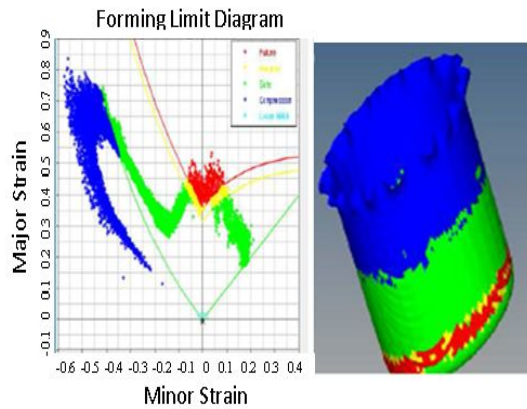 Forming Limit Diagram
Major Strain
0.9
0.8
0.7
0.6
0.5
0.4
0.3
0.2
0.1
0
-0.1
Failure
Safe
Compression
-0.6 -0.5 -0.4 -0.3 -0.2 -0.1 0 0.1 0.2 0.3 0.4
Minor Strain